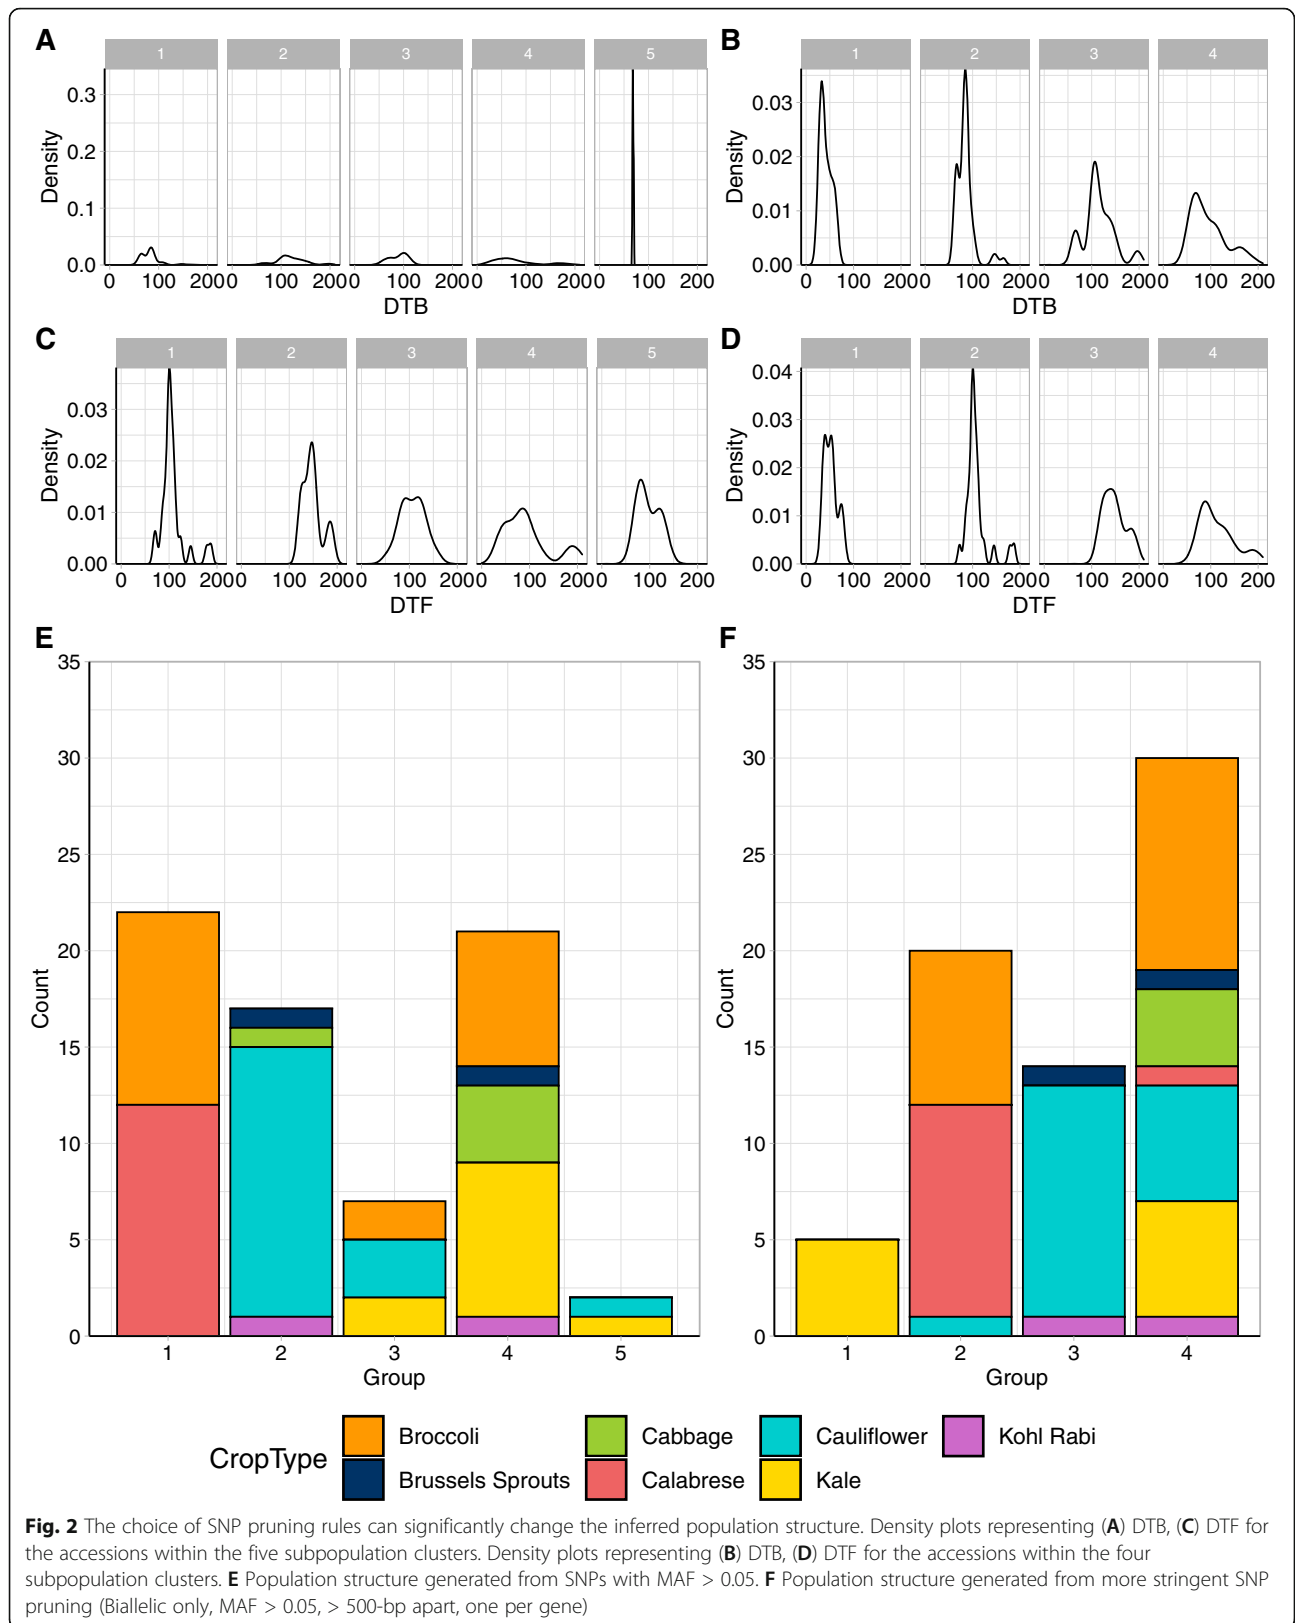 A
1 2 3 4 5
0.3
0.2
0.1
0.0
Density
0 100 2000 100 2000 100 2000 100 2000 100 200
DTB
B
1 2 3 4
0.03
0.02
0.01
0.00
Density
0 100 2000 100 2000 100 2000 100 200
DTB
C
1 2 3 4 5
0.03
0.02
0.01
0.00
Density
0 100 2000 100 2000 100 2000 100 2000 100 200
DTF
D
1 2 3 4
0.04
0.03
0.02
0.01
0.00
Density
0 100 2000 100 2000 100 2000 100 200
DTF
E
35
30
25
20
15
10
5
0
Count
1 2 3 4 5
Group
F
35
30
25
20
15
10
5
0
Count
1 2 3 4
Group
CropType
Broccoli Cabbage Cauliflower Kohl Rabi
Brussels Sprouts Calabrese Kale
Fig. 2 The choice of SNP pruning rules can significantly change the inferred population structure. Density plots representing (A) DTB, (C) DTF for
the accessions within the five subpopulation clusters. Density plots representing (B) DTB, (D) DTF for the accessions within the four
subpopulation clusters. E Population structure generated from SNPs with MAF > 0.05. F Population structure generated from more stringent SNP
pruning (Biallelic only, MAF > 0.05, > 500-bp apart, one per gene)